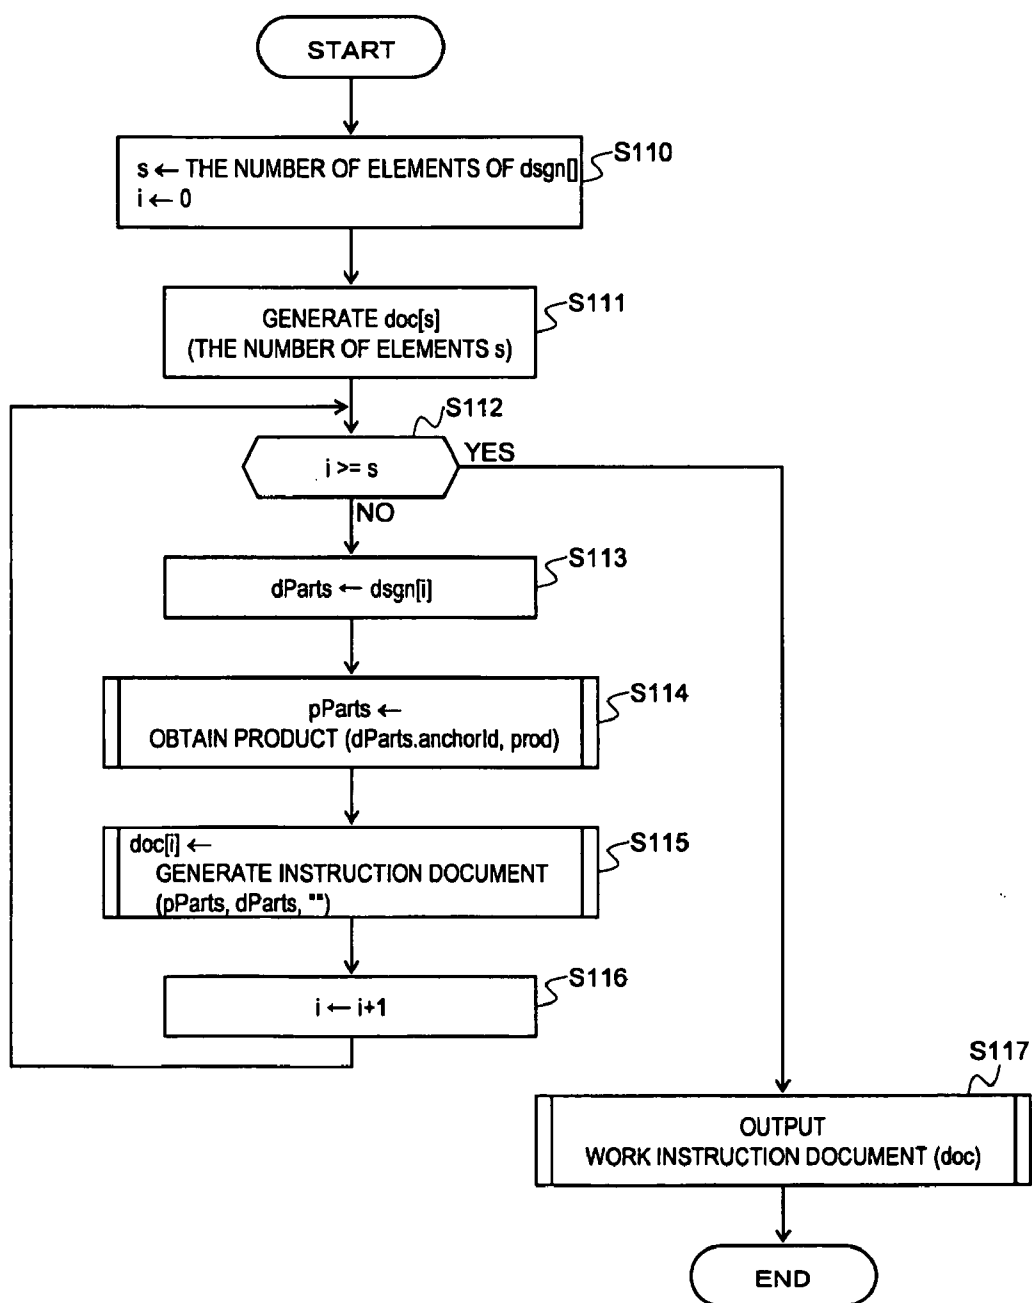 START
S110
s ← THE NUMBER OF ELEMENTS OF dsgn[]
i ← 0
S111
GENERATE doc[s]
(THE NUMBER OF ELEMENTS s)
S112
i >= s
YES
NO
S113
dParts ← dsgn[i]
S114
pParts ←
OBTAIN PRODUCT (dParts.anchorId, prod)
S115
doc[i] ←
GENERATE INSTRUCTION DOCUMENT
(pParts, dParts, "")
S116
i ← i+1
S117
OUTPUT
WORK INSTRUCTION DOCUMENT (doc)
END